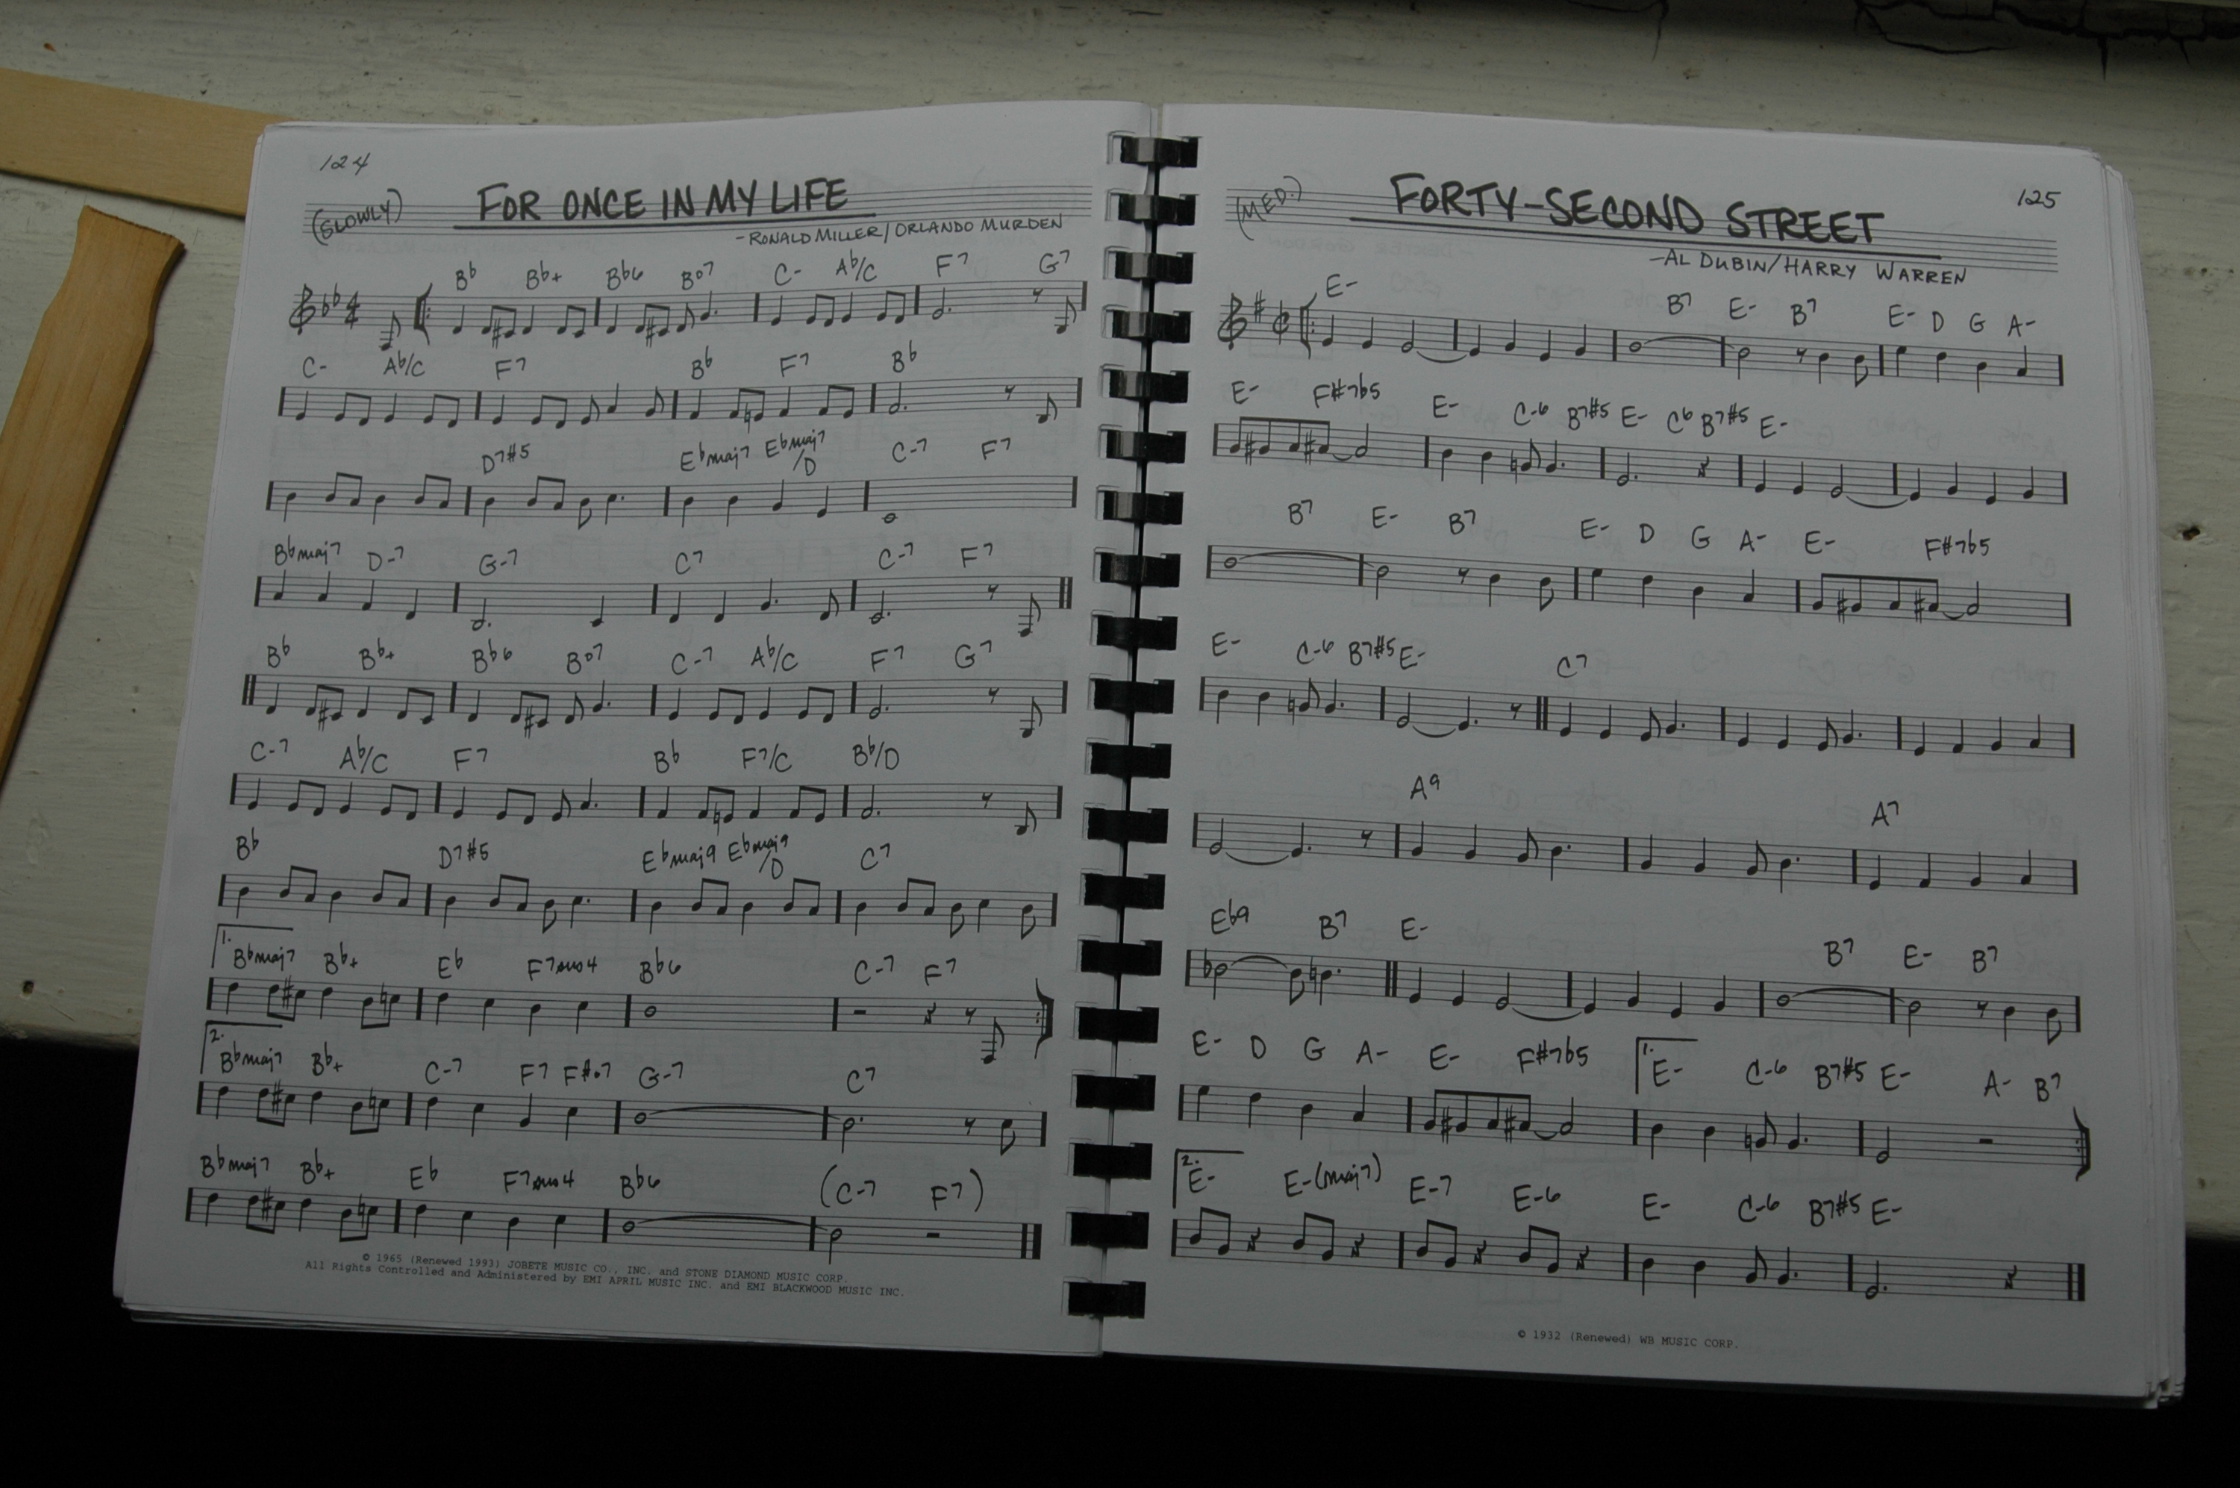 124
(SLOWLY) FOR ONCE IN MY LIFE
-RONALD MILLER/ORLANDO MURDEN
B♭ B♭+ B♭6 B°7 C- A♭/C F7 G7
C- A♭/C F7 B♭ F7 B♭
D7#5 E♭maj7 E♭maj7/D C-7 F7
B♭maj7 D-7 G-7 C7 C-7 F7
B♭ B♭+ B♭6 B°7 C-7 A♭/C F7 G7
C-7 A♭/C F7 B♭ F7/C B♭/D
B♭ D7#5 E♭maj9 E♭maj9/D C7
1. B♭maj7 B♭+ E♭ F7sus4 B♭6 C-7 F7
2. B♭maj7 B♭+ C-7 F7 F#°7 G-7 C7
B♭maj7 B♭+ E♭ F7sus4 B♭6 (C-7 F7)
© 1965 (Renewed 1993) JOBETE MUSIC CO., INC. and STONE DIAMOND MUSIC CORP.
All Rights Controlled and Administered by EMI APRIL MUSIC INC. and EMI BLACKWOOD MUSIC INC.
125
(MED.) FORTY-SECOND STREET
-AL DUBIN/HARRY WARREN
E- B7 E- B7 E- D G A-
E- F#7b5 E- C-6 B7#5 E- C6 B7#5 E-
B7 E- B7 E- D G A- E- F#7b5
E- C-6 B7#5 E- C7
A9 A7
E♭9 B7 E- B7 E- B7
E- D G A- E- F#7b5 1. E- C-6 B7#5 E- A- B7
2. E- E-(maj7) E-7 E-6 E- C-6 B7#5 E-
© 1932 (Renewed) WB MUSIC CORP.